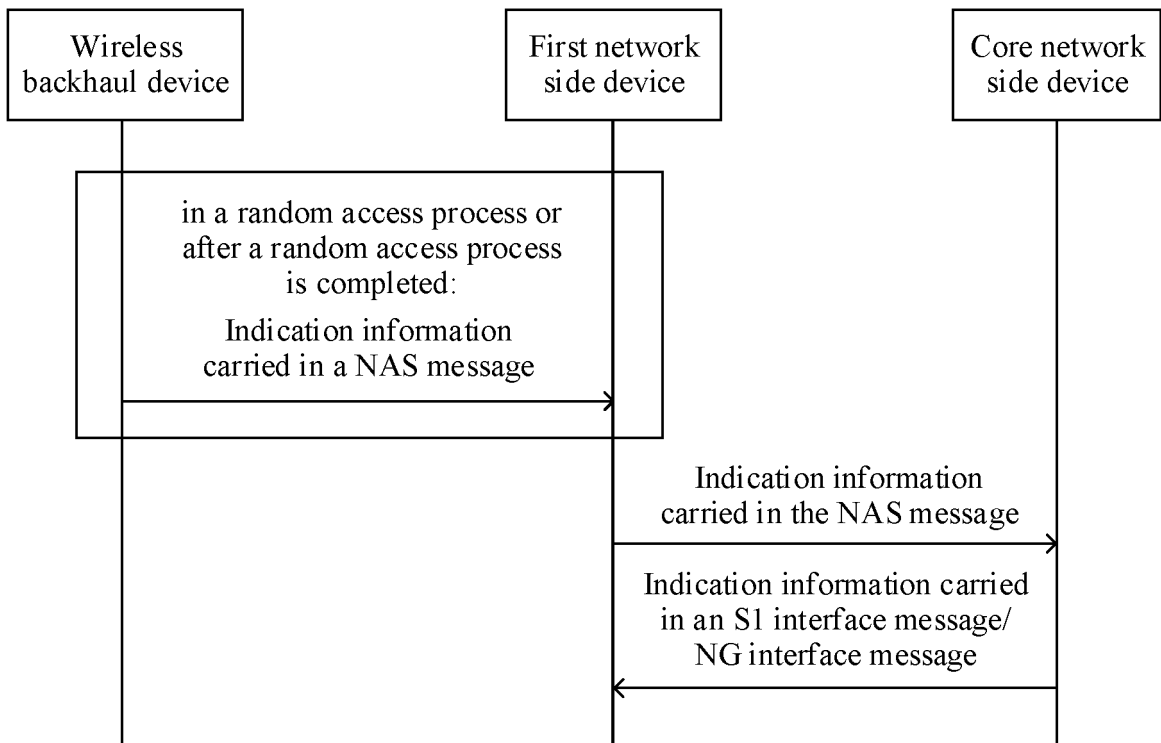 Wireless
backhaul device
First network
side device
Core network
side device
in a random access process or
after a random access process
is completed:
Indication information
carried in a NAS message
Indication information
carried in the NAS message
Indication information carried
in an S1 interface message/
NG interface message